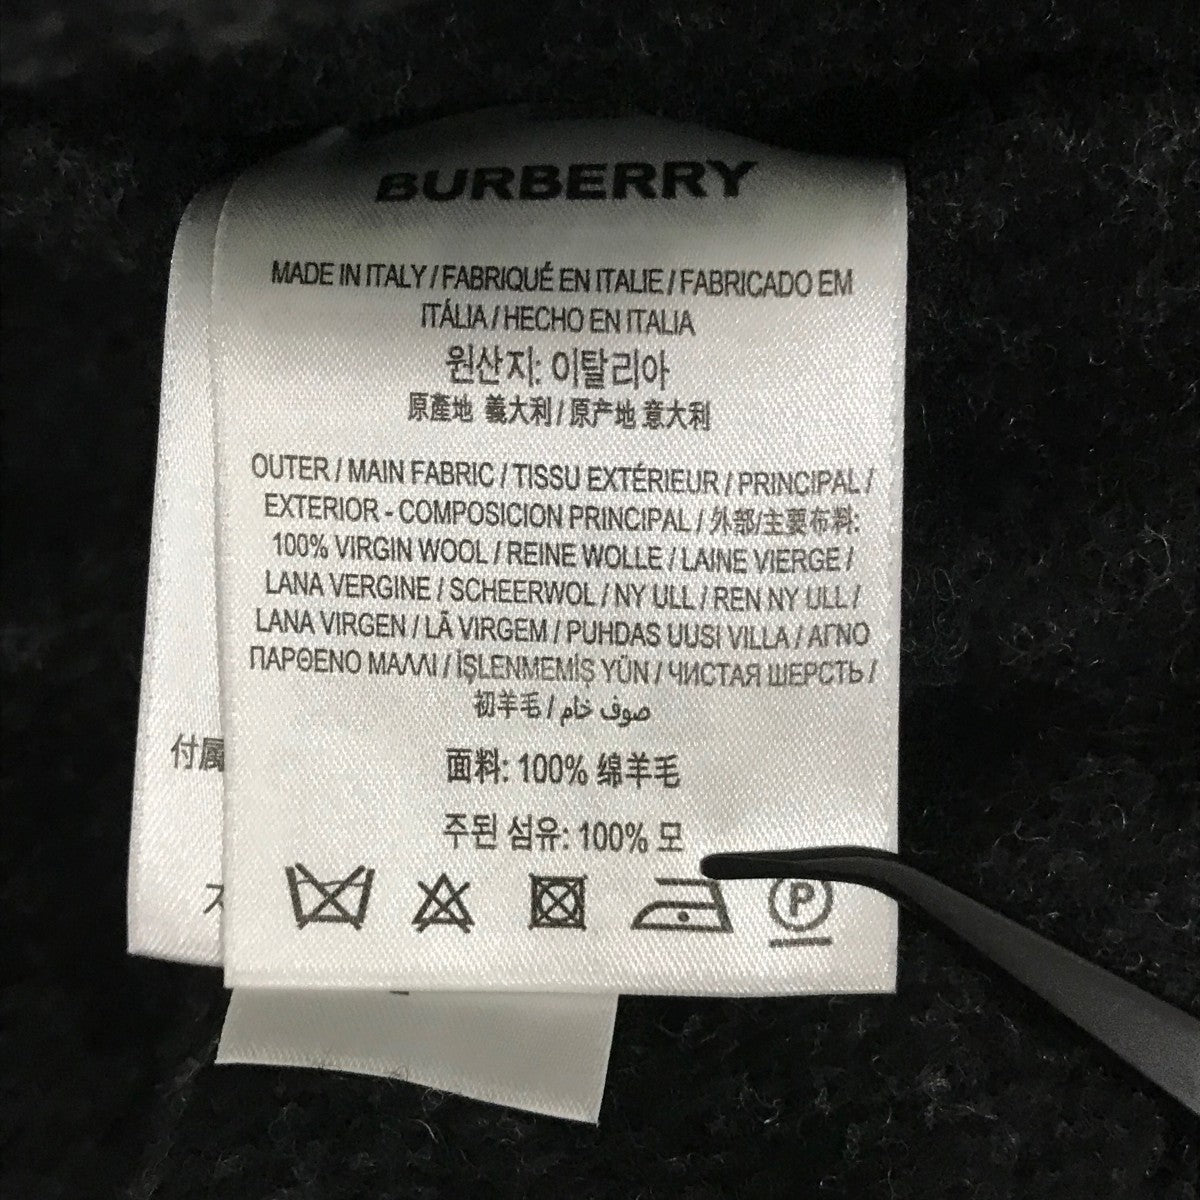 BURBERRY
MADE IN ITALY / FABRIQUÉ EN ITALIE / FABRICADO EM
ITÁLIA / HECHO EN ITALIA
원산지: 이탈리아
原產地 義大利 / 原产地 意大利
OUTER / MAIN FABRIC / TISSU EXTÉRIEUR / PRINCIPAL /
EXTERIOR - COMPOSICION PRINCIPAL / 外部/主要布料:
100% VIRGIN WOOL / REINE WOLLE / LAINE VIERGE /
LANA VERGINE / SCHEERWOL / NY ULL / REN NY ULL /
LANA VIRGEN / LÃ VIRGEM / PUHDAS UUSI VILLA / ΑΓΝΟ
ΠΑΡΘΕΝΟ ΜΑΛΛΙ / İŞLENMEMİŞ YÜN / ЧИСТАЯ ШЕРСТЬ /
初羊毛 / صوف خام
面料: 100% 绵羊毛
주된 섬유: 100% 모
P
付属